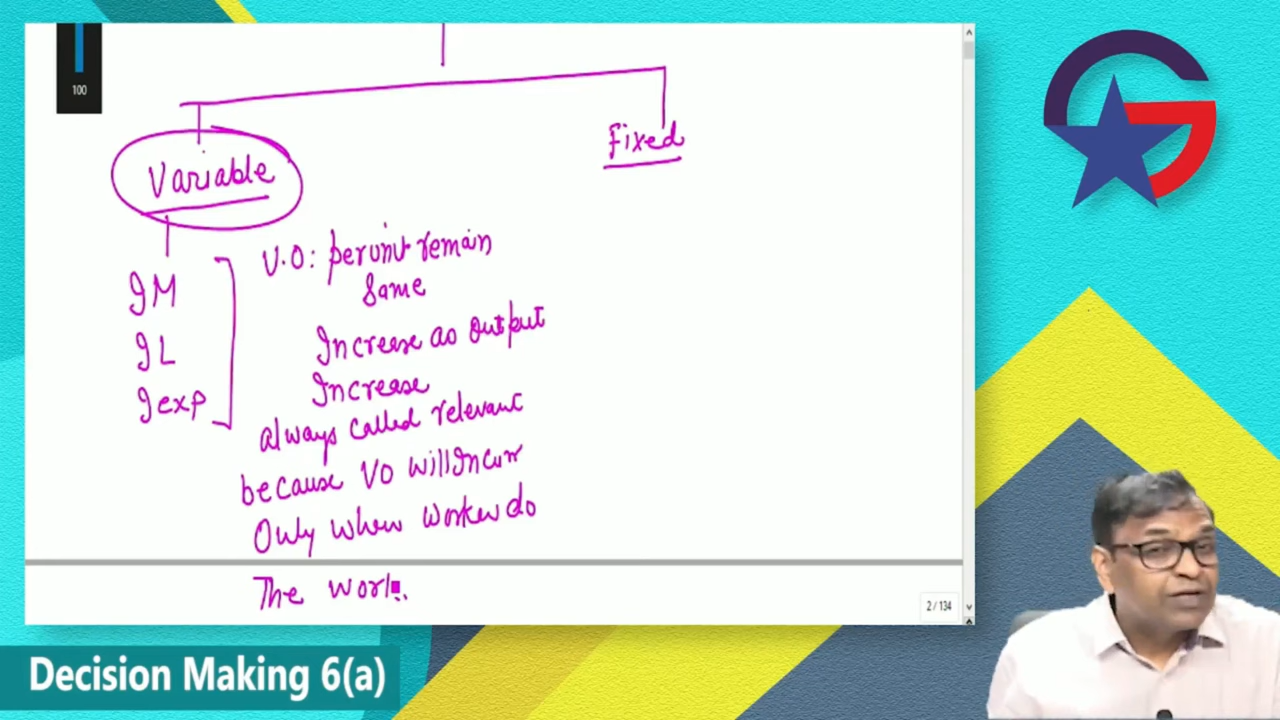 100
Variable
Fixed
V.O: per unit remain
Same
IM
IL
Iexp
Increase as output
Increase
always called relevant
because VO will Incur
Only when worker do
The work
2 / 134
Decision Making 6(a)